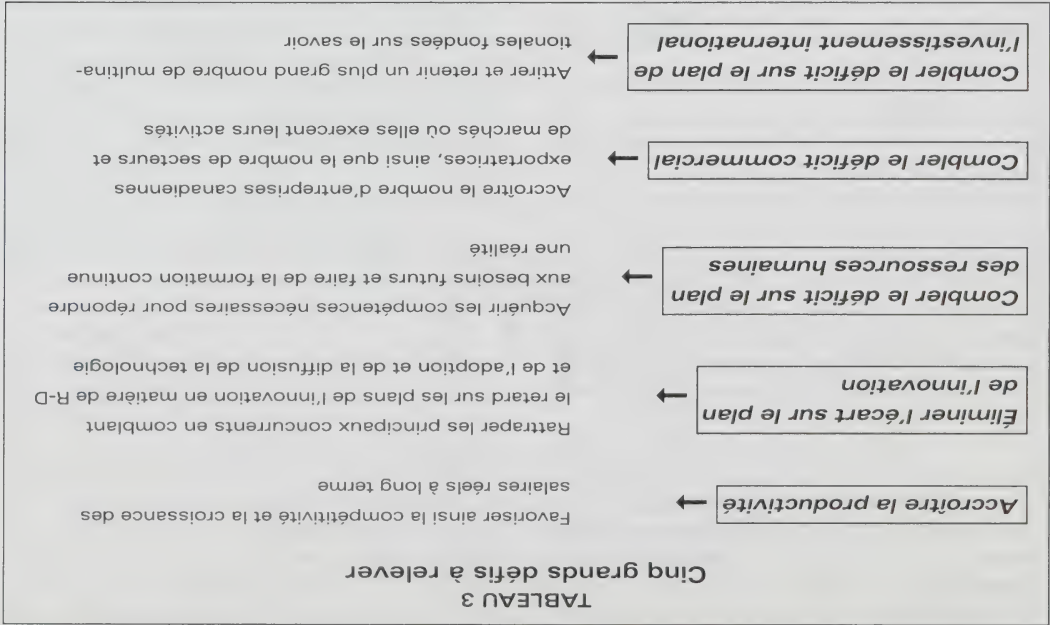 TABLEAU 3
Cinq grands défis à relever
Accroître la productivité →
Favoriser ainsi la compétitivité et la croissance des
salaires réels à long terme
Éliminer l'écart sur le plan
de l'innovation →
Rattraper les principaux concurrents en comblant
le retard sur les plans de l'innovation en matière de R-D
et de l'adoption et de la diffusion de la technologie
Combler le déficit sur le plan
des ressources humaines →
Acquérir les compétences nécessaires pour répondre
aux besoins futurs et faire de la formation continue
une réalité
Combler le déficit commercial →
Accroître le nombre d'entreprises canadiennes
exportatrices, ainsi que le nombre de secteurs et
de marchés où elles exercent leurs activités
Combler le déficit sur le plan de
l'investissement international →
Attirer et retenir un plus grand nombre de multina-
tionales fondées sur le savoir